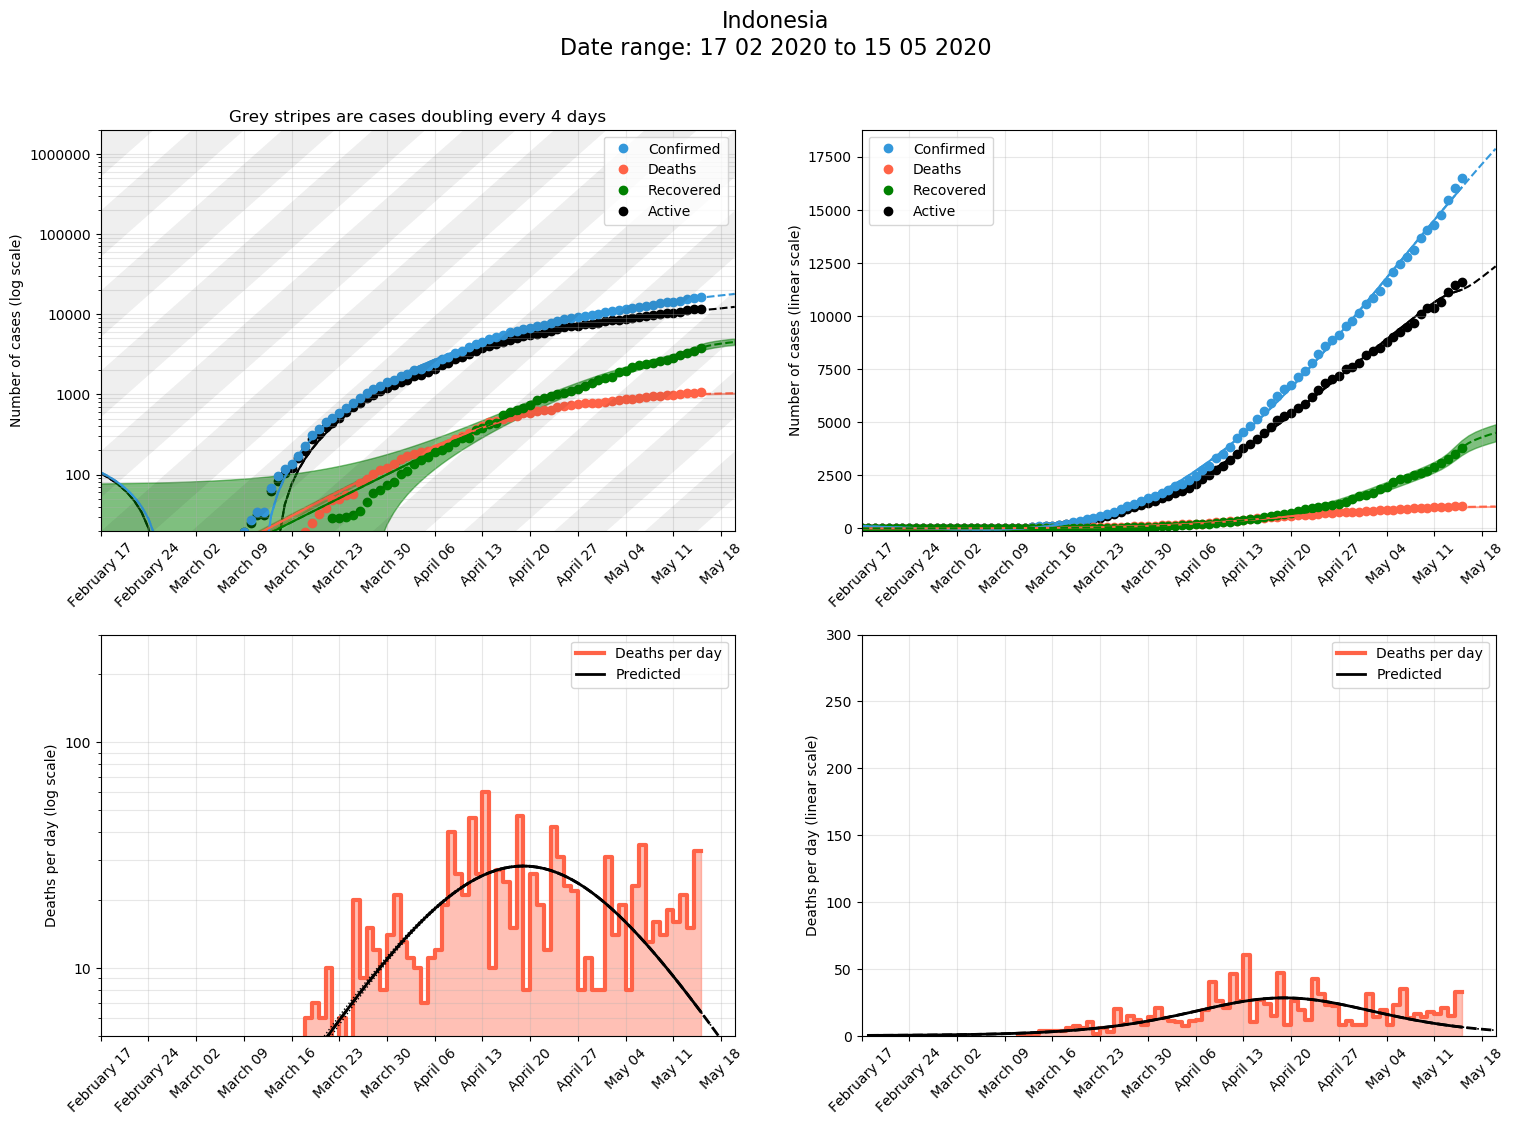 Indonesia
Date range: 17 02 2020 to 15 05 2020
Grey stripes are cases doubling every 4 days
Number of cases (log scale)
1000000
100000
10000
1000
100
Confirmed
Deaths
Recovered
Active
February 17
February 24
March 02
March 09
March 16
March 23
March 30
April 06
April 13
April 20
April 27
May 04
May 11
May 18
Number of cases (linear scale)
17500
15000
12500
10000
7500
5000
2500
0
Confirmed
Deaths
Recovered
Active
February 17
February 24
March 02
March 09
March 16
March 23
March 30
April 06
April 13
April 20
April 27
May 04
May 11
May 18
Deaths per day (log scale)
100
10
Deaths per day
Predicted
February 17
February 24
March 02
March 09
March 16
March 23
March 30
April 06
April 13
April 20
April 27
May 04
May 11
May 18
Deaths per day (linear scale)
300
250
200
150
100
50
0
Deaths per day
Predicted
February 17
February 24
March 02
March 09
March 16
March 23
March 30
April 06
April 13
April 20
April 27
May 04
May 11
May 18